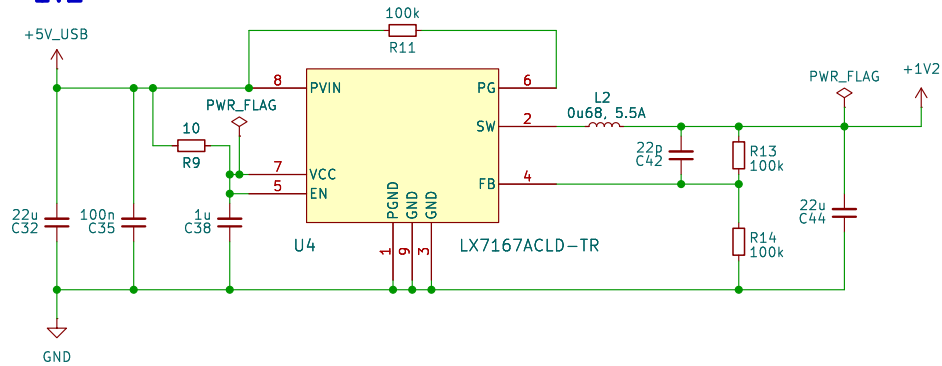 100k
R11
+5V_USB
8
PVIN
PG
6
PWR_FLAG
+1V2
PWR_FLAG
10
R9
SW
2
L2
0u68, 5.5A
22p
C42
R13
100k
7
VCC
5
EN
FB
4
PGND
GND
GND
22u
C32
100n
C35
1u
C38
22u
C44
R14
100k
U4
1
9
3
LX7167ACLD-TR
GND